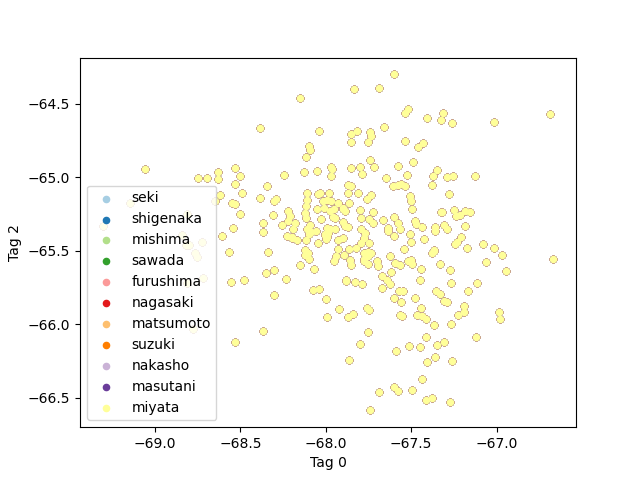 −64.5
−65.0
−65.5
−66.0
−66.5
Tag 2
seki
shigenaka
mishima
sawada
furushima
nagasaki
matsumoto
suzuki
nakasho
masutani
miyata
−69.0 −68.5 −68.0 −67.5 −67.0
Tag 0